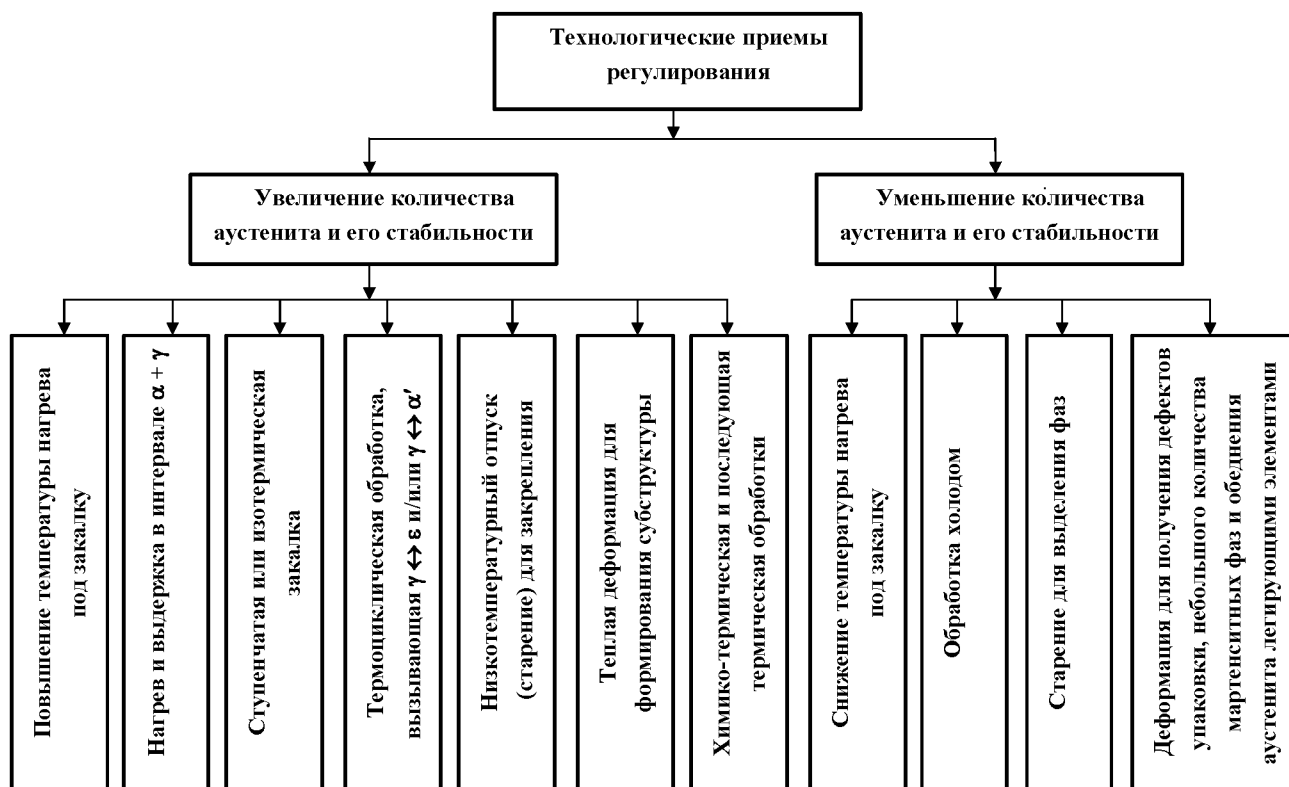 Технологические приемы
регулирования
Увеличение количества
аустенита и его стабильности
Уменьшение количества
аустенита и его стабильности
Повышение температуры нагрева
под закалку
Нагрев и выдержка в интервале α + γ
Ступенчатая или изотермическая
закалка
Термоциклическая обработка,
вызывающая γ ↔ ε и/или γ ↔ α′
Низкотемпературный отпуск
(старение) для закрепления
Теплая деформация для
формирования субструктуры
Химико-термическая и последующая
термическая обработки
Снижение температуры нагрева
под закалку
Обработка холодом
Старение для выделения фаз
Деформация для получения дефектов
упаковки, небольшого количества
мартенситных фаз и обеднения
аустенита легирующими элементами